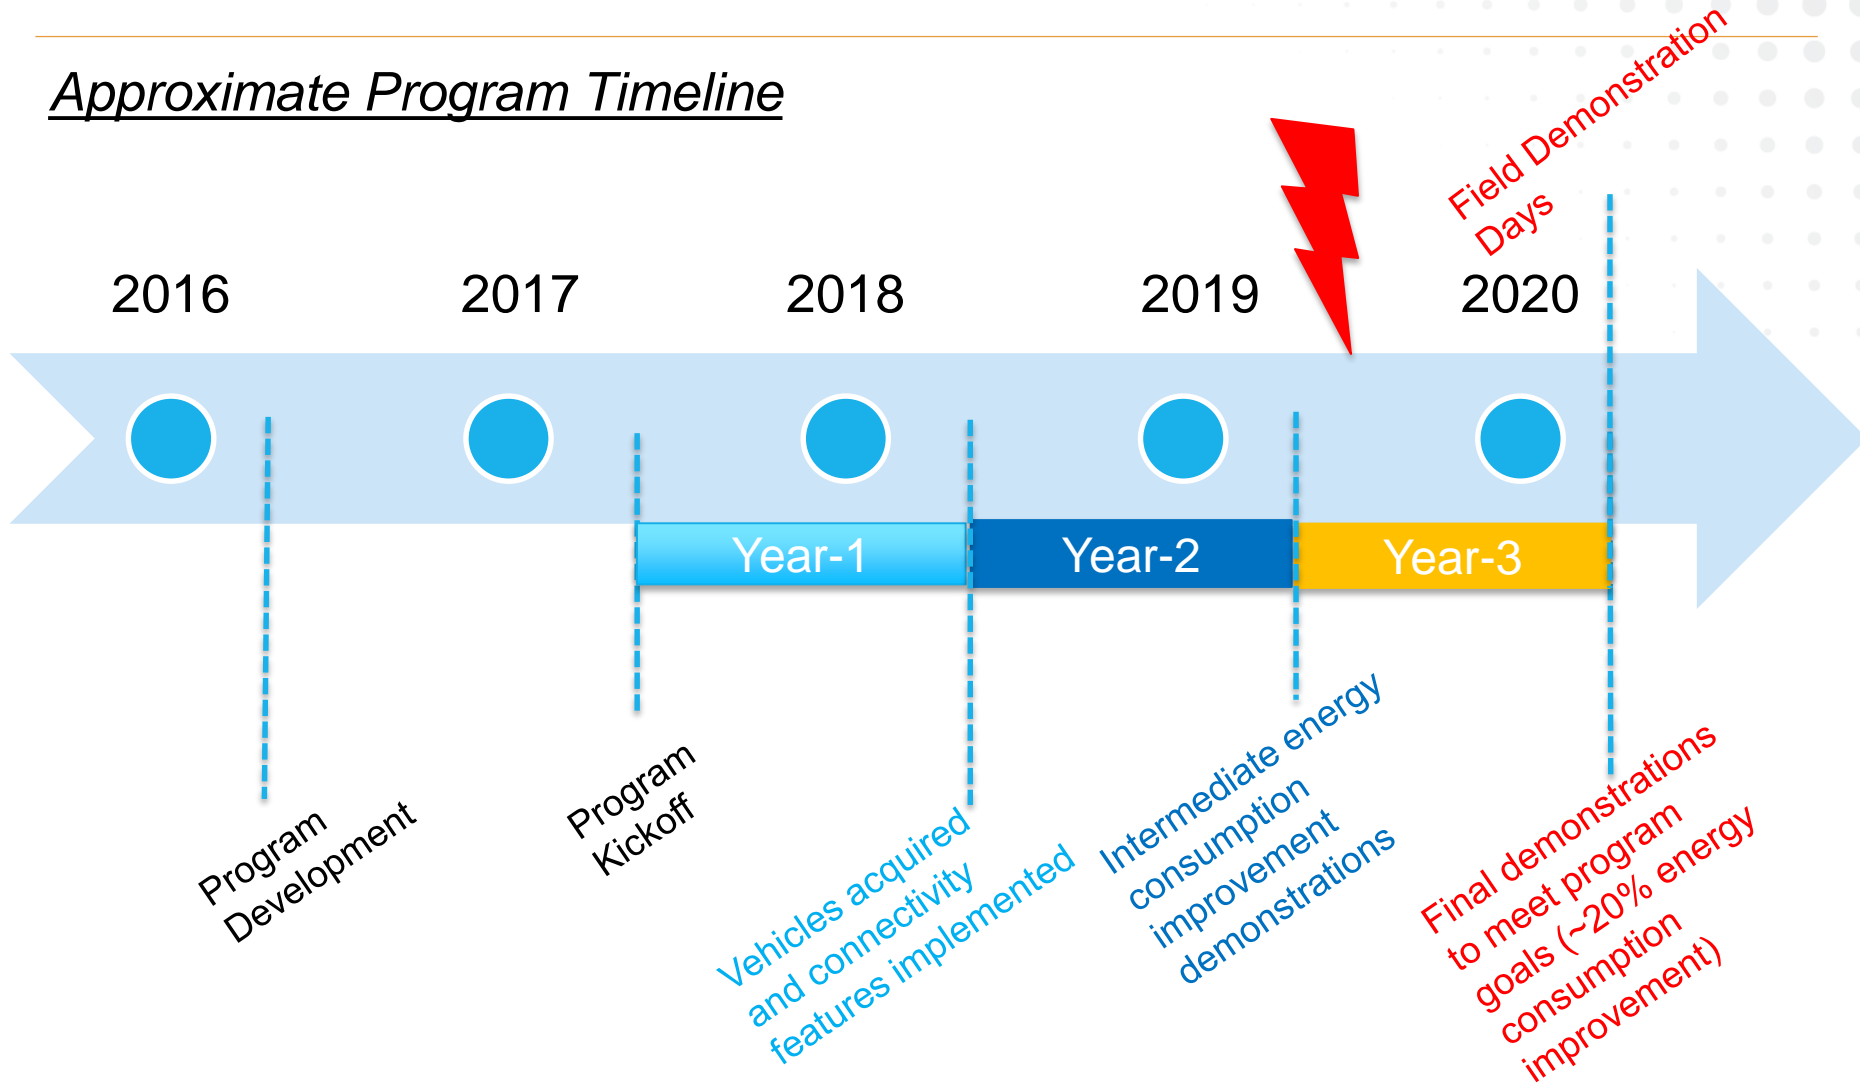 Approximate Program Timeline
Field Demonstration
Days
2016
2017
2018
2019
2020
Year-1
Year-2
Year-3
Program
Development
Program
Kickoff
Vehicles acquired
and connectivity
features implemented
Intermediate energy
consumption
improvement
demonstrations
Final demonstrations
to meet program
goals (~20% energy
consumption
improvement)